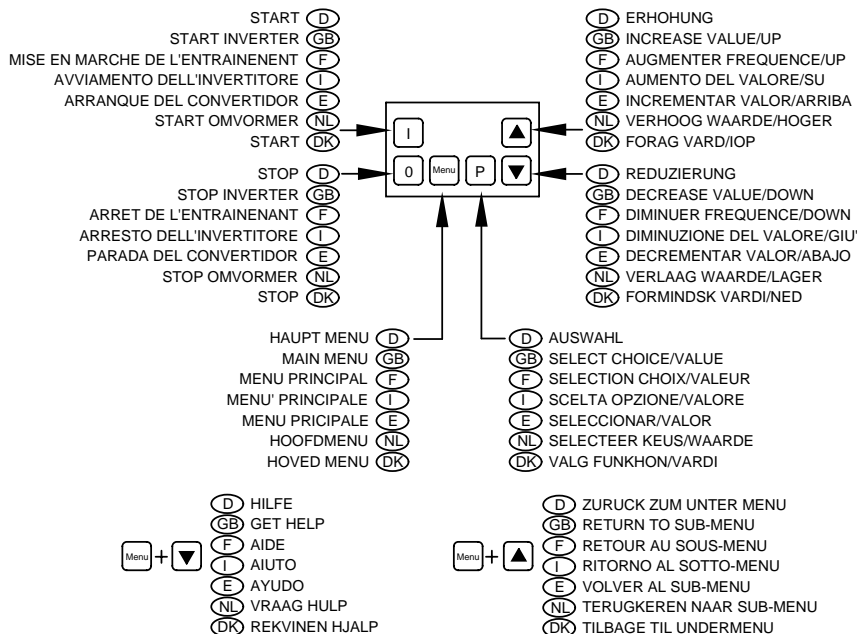 START D
START INVERTER GB
MISE EN MARCHE DE L'ENTRAINENENT F
AVVIAMENTO DELL'INVERTITORE I
ARRANQUE DEL CONVERTIDOR E
START OMVORMER NL
START DK
D ERHOHUNG
GB INCREASE VALUE/UP
F AUGMENTER FREQUENCE/UP
I AUMENTO DEL VALORE/SU
E INCREMENTAR VALOR/ARRIBA
NL VERHOOG WAARDE/HOGER
DK FORAG VARD/IOP
I ▲
0 Menu P ▼
STOP D
STOP INVERTER GB
ARRET DE L'ENTRAINENANT F
ARRESTO DELL'INVERTITORE I
PARADA DEL CONVERTIDOR E
STOP OMVORMER NL
STOP DK
D REDUZIERUNG
GB DECREASE VALUE/DOWN
F DIMINUER FREQUENCE/DOWN
I DIMINUZIONE DEL VALORE/GIU'
E DECREMENTAR VALOR/ABAJO
NL VERLAAG WAARDE/LAGER
DK FORMINDSK VARDI/NED
HAUPT MENU D
MAIN MENU GB
MENU PRINCIPAL F
MENU' PRINCIPALE I
MENU PRICIPALE E
HOOFDMENU NL
HOVED MENU DK
D AUSWAHL
GB SELECT CHOICE/VALUE
F SELECTION CHOIX/VALEUR
I SCELTA OPZIONE/VALORE
E SELECCIONAR/VALOR
NL SELECTEER KEUS/WAARDE
DK VALG FUNKHON/VARDI
Menu + ▼
D HILFE
GB GET HELP
F AIDE
I AIUTO
E AYUDO
NL VRAAG HULP
DK REKVINEN HJALP
Menu + ▲
D ZURUCK ZUM UNTER MENU
GB RETURN TO SUB-MENU
F RETOUR AU SOUS-MENU
I RITORNO AL SOTTO-MENU
E VOLVER AL SUB-MENU
NL TERUGKEREN NAAR SUB-MENU
DK TILBAGE TIL UNDERMENU